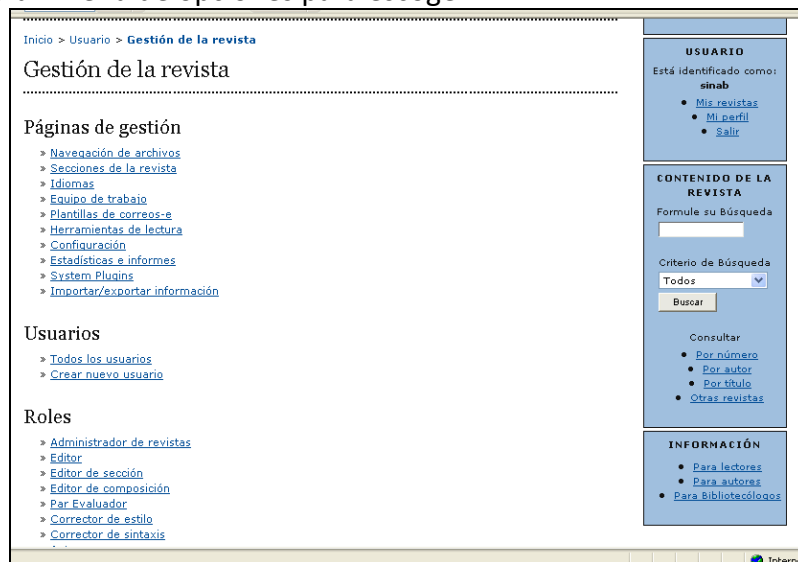 Inicio > Usuario > Gestión de la revista
Gestión de la revista
Páginas de gestión
» Navegación de archivos
» Secciones de la revista
» Idiomas
» Equipo de trabajo
» Plantillas de correos-e
» Herramientas de lectura
» Configuración
» Estadísticas e informes
» System Plugins
» Importar/exportar información
Usuarios
» Todos los usuarios
» Crear nuevo usuario
Roles
» Administrador de revistas
» Editor
» Editor de sección
» Editor de composición
» Par Evaluador
» Corrector de estilo
» Corrector de sintaxis
USUARIO
Está identificado como:
sinab
• Mis revistas
• Mi perfil
• Salir
CONTENIDO DE LA
REVISTA
Formule su Búsqueda
Criterio de Búsqueda
Todos
Buscar
Consultar
• Por número
• Por autor
• Por título
• Otras revistas
INFORMACIÓN
• Para lectores
• Para autores
• Para Bibliotecólogos